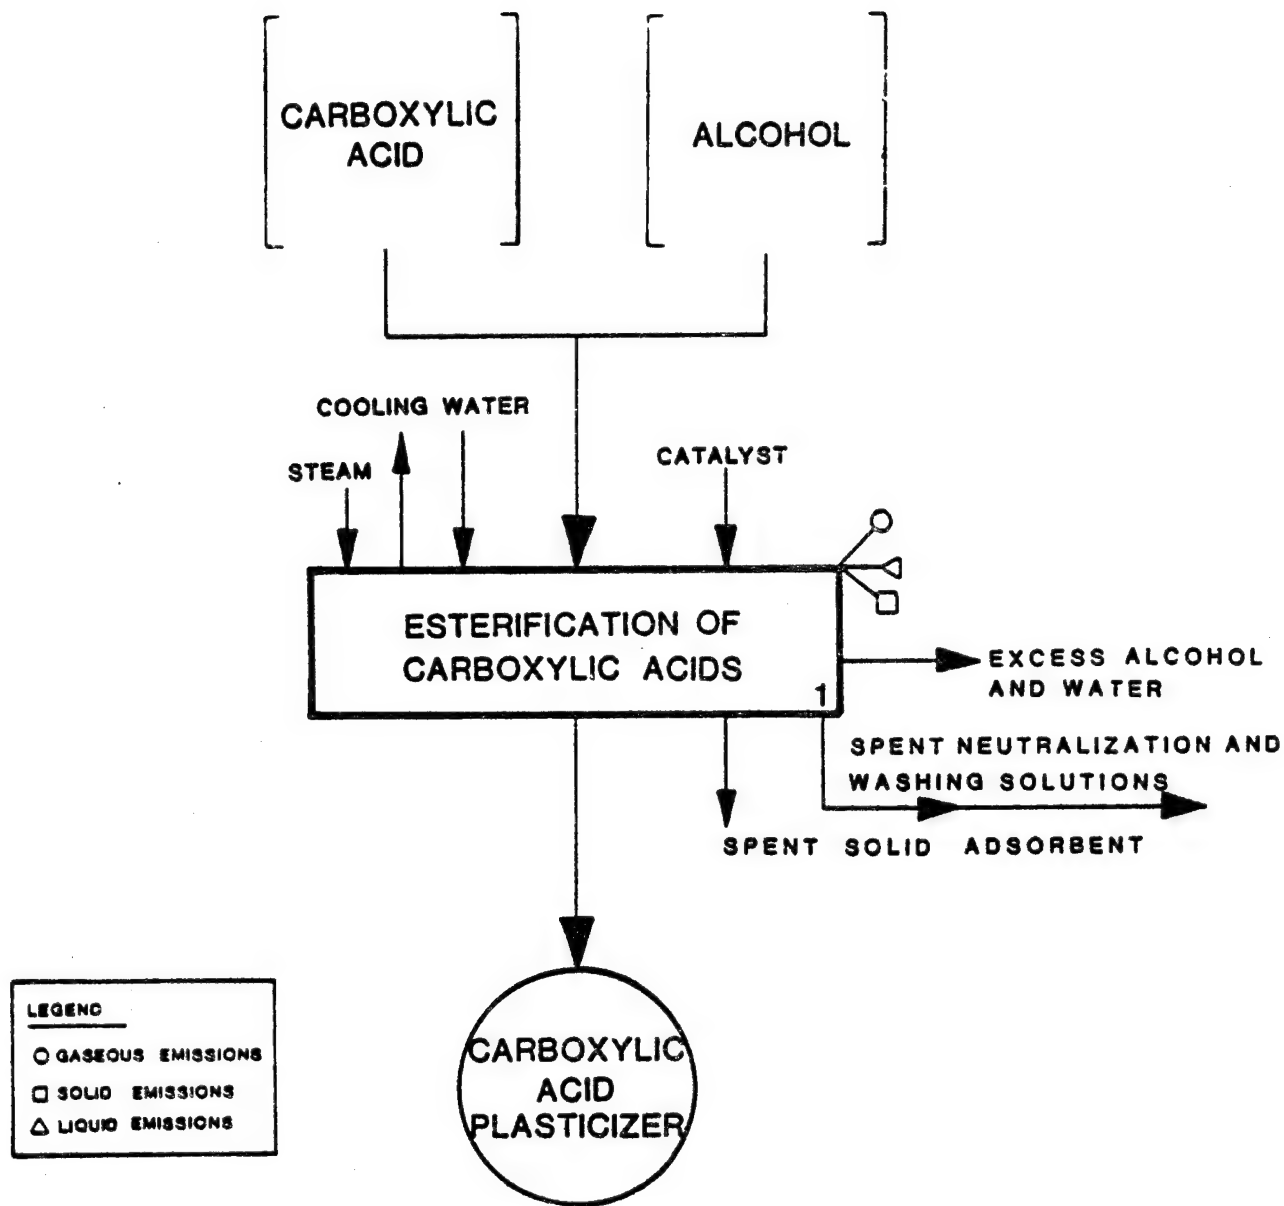 CARBOXYLIC
ACID
ALCOHOL
COOLING WATER
STEAM
CATALYST
ESTERIFICATION OF
CARBOXYLIC ACIDS
1
EXCESS ALCOHOL
AND WATER
SPENT NEUTRALIZATION AND
WASHING SOLUTIONS
SPENT SOLID ADSORBENT
CARBOXYLIC
ACID
PLASTICIZER
LEGEND
GASEOUS EMISSIONS
SOLID EMISSIONS
LIQUID EMISSIONS